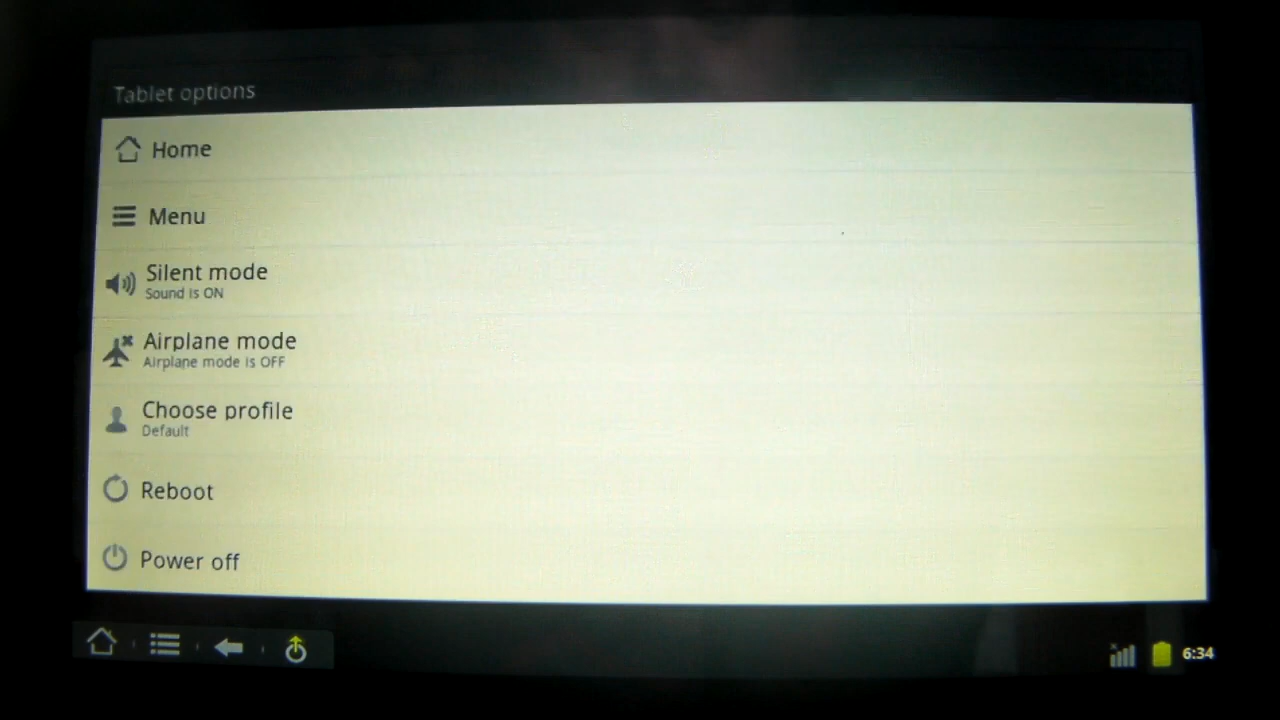 Tablet options
Home
Menu
Silent mode
Sound is ON
Airplane mode
Airplane mode is OFF
Choose profile
Default
Reboot
Power off
6:34